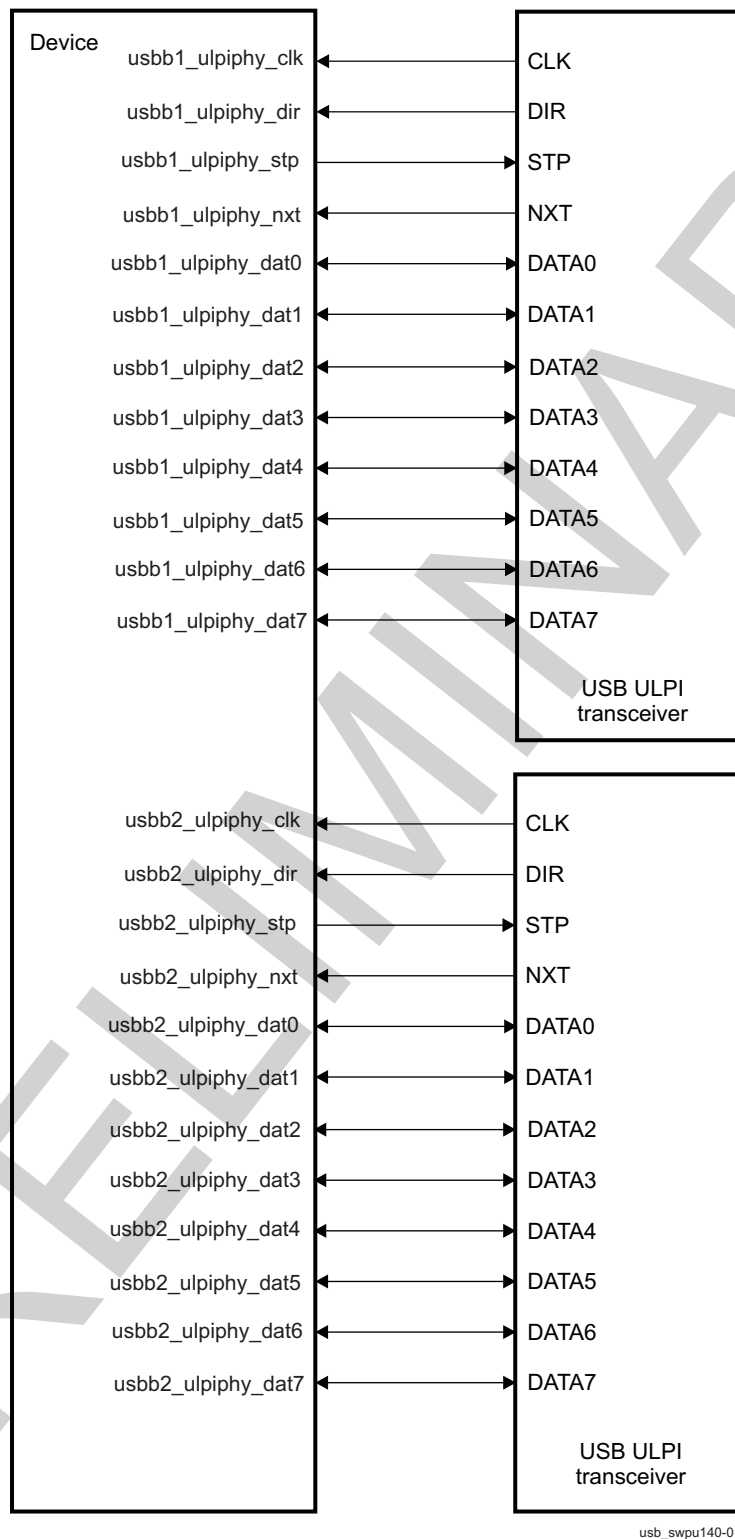 Device
usbb1_ulpiphy_clk CLK
usbb1_ulpiphy_dir DIR
usbb1_ulpiphy_stp STP
usbb1_ulpiphy_nxt NXT
usbb1_ulpiphy_dat0 DATA0
usbb1_ulpiphy_dat1 DATA1
usbb1_ulpiphy_dat2 DATA2
usbb1_ulpiphy_dat3 DATA3
usbb1_ulpiphy_dat4 DATA4
usbb1_ulpiphy_dat5 DATA5
usbb1_ulpiphy_dat6 DATA6
usbb1_ulpiphy_dat7 DATA7
USB ULPI
transceiver
usbb2_ulpiphy_clk CLK
usbb2_ulpiphy_dir DIR
usbb2_ulpiphy_stp STP
usbb2_ulpiphy_nxt NXT
usbb2_ulpiphy_dat0 DATA0
usbb2_ulpiphy_dat1 DATA1
usbb2_ulpiphy_dat2 DATA2
usbb2_ulpiphy_dat3 DATA3
usbb2_ulpiphy_dat4 DATA4
usbb2_ulpiphy_dat5 DATA5
usbb2_ulpiphy_dat6 DATA6
usbb2_ulpiphy_dat7 DATA7
USB ULPI
transceiver
usb_swpu140-0